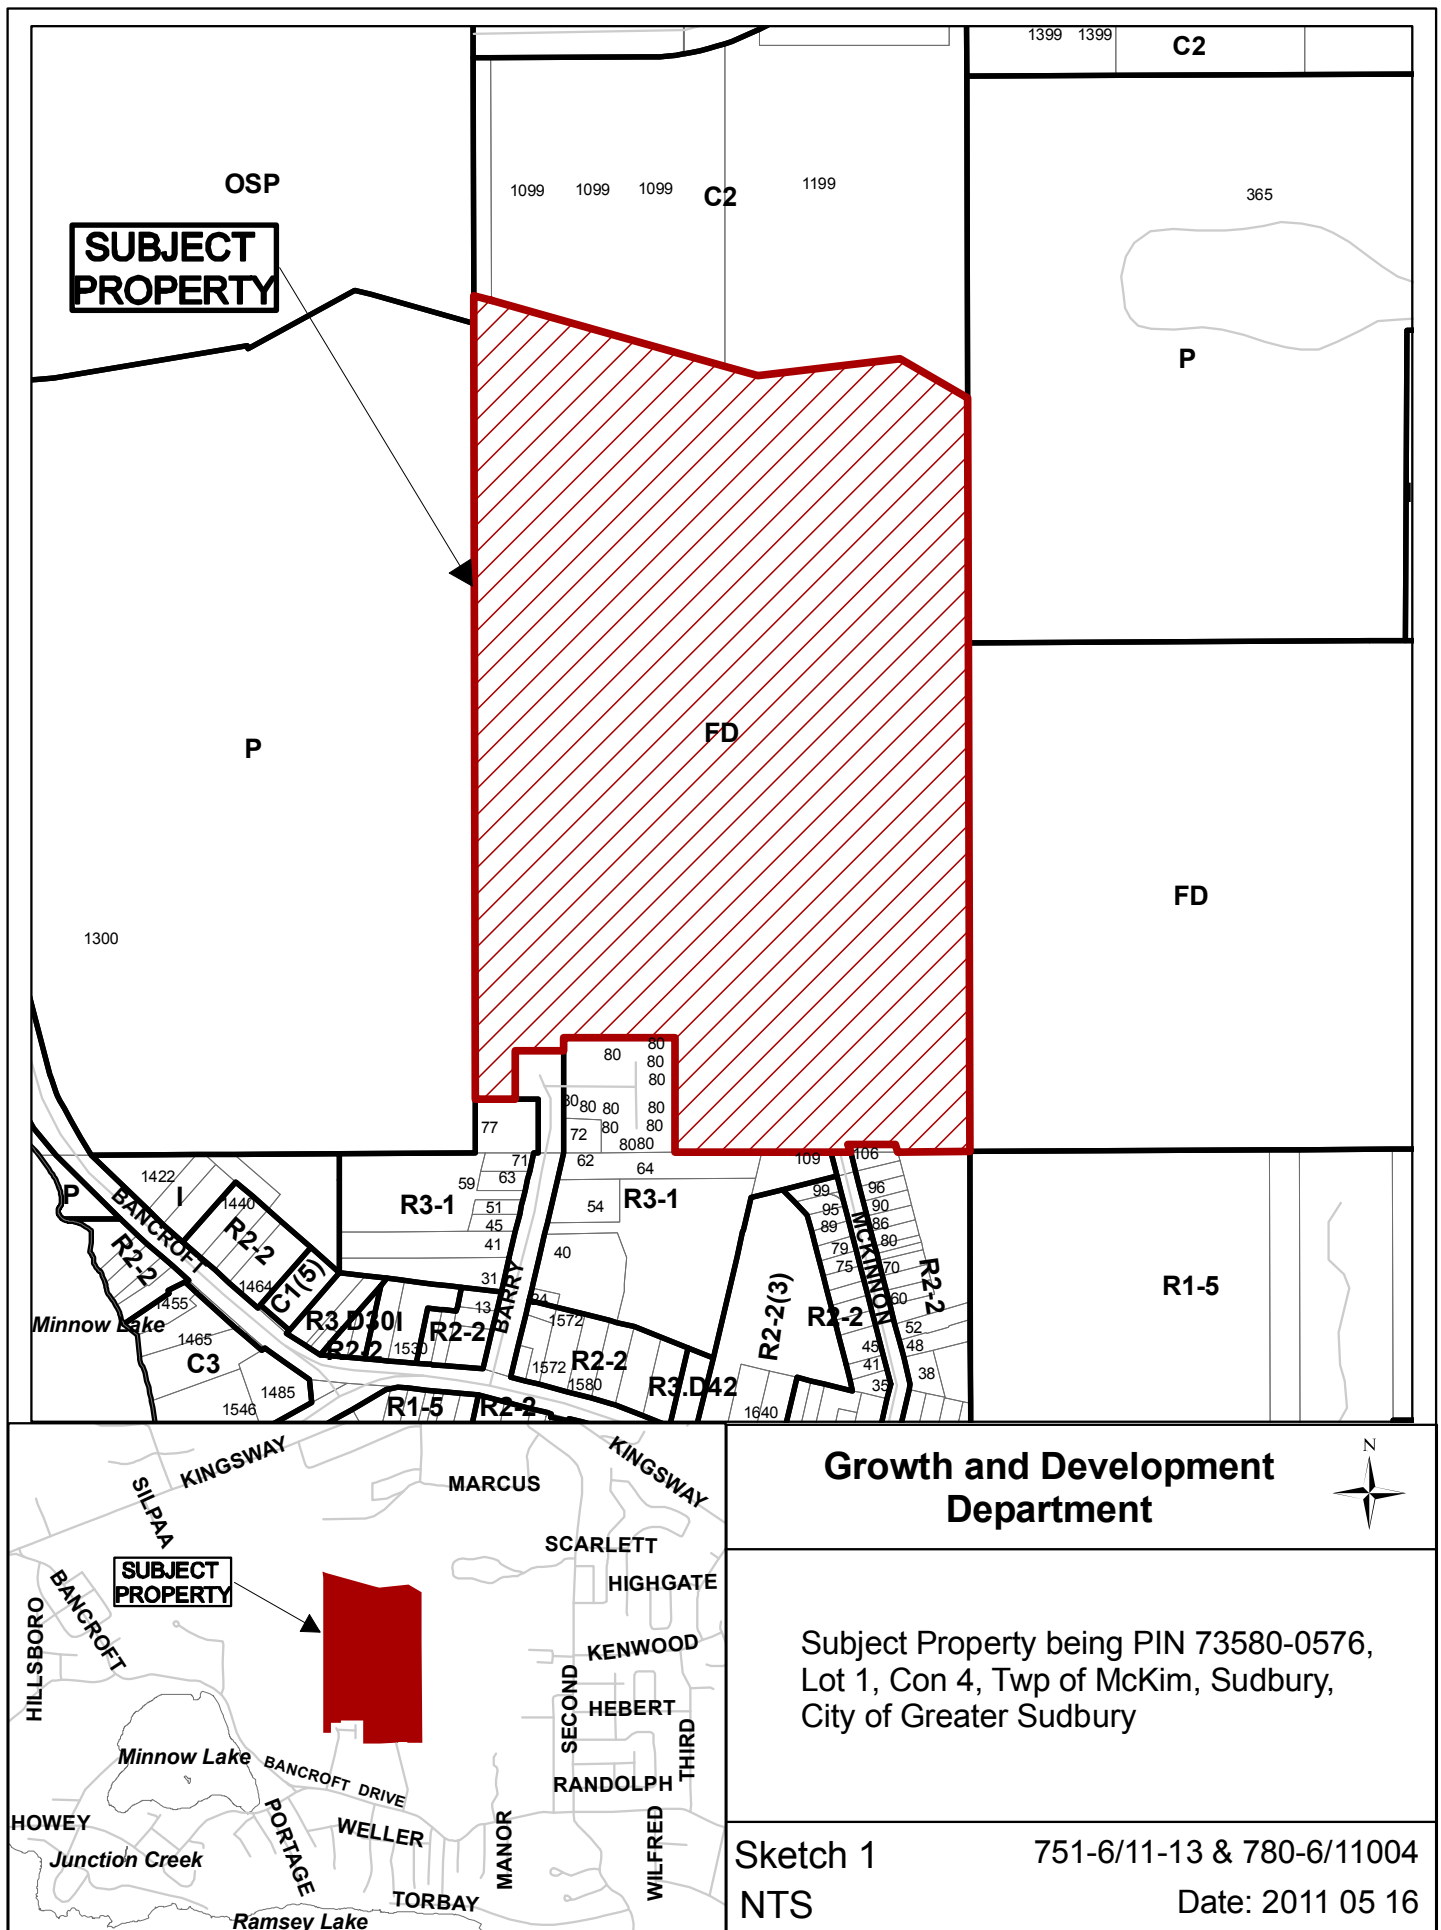 1399 1399
C2
OSP
1099 1099 1099
C2
1199
365
SUBJECT
PROPERTY
P
FD
P
FD
1300
80
80
80
80
80
80
80
80
80
80
8080
77
72
71
62
64
109
106
1422
I
P
BANCROFT
1440
59
63
R3-1
51
45
54
R3-1
99
96
95
90
89
86
80
79
75
70
MCKINNON
R2-2
R2-2
R2-2
41
40
31
BARRY
1464
C1(5)
R2-2(3)
R2-2
60
R1-5
1455
Minnow Lake
1465
C3
R3.D30I
R2-2
1530
R2-2
13
1572
1572
R2-2
1580
R3.D42
52
45
48
41
38
35
1485
1546
R1-5
R2-2
1640
KINGSWAY
KINGSWAY
MARCUS
SILPAA
SCARLETT
HIGHGATE
SUBJECT
PROPERTY
BANCROFT
HILLSBORO
KENWOOD
SECOND
HEBERT
THIRD
Minnow Lake
BANCROFT DRIVE
RANDOLPH
HOWEY
PORTAGE
WELLER
MANOR
WILFRED
Junction Creek
TORBAY
Ramsey Lake
Growth and Development
Department
N
Subject Property being PIN 73580-0576,
Lot 1, Con 4, Twp of McKim, Sudbury,
City of Greater Sudbury
Sketch 1
751-6/11-13 & 780-6/11004
NTS
Date: 2011 05 16